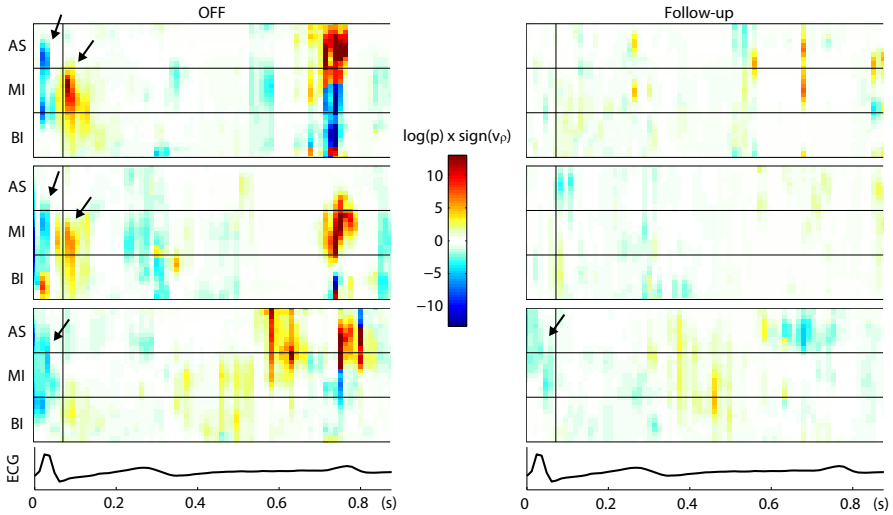 OFF
Follow-up
AS
MI
BI
log(p) x sign(vρ)
10
5
0
−5
−10
AS
MI
BI
AS
MI
BI
ECG
0 0.2 0.4 0.6 0.8 (s)
0 0.2 0.4 0.6 0.8 (s)